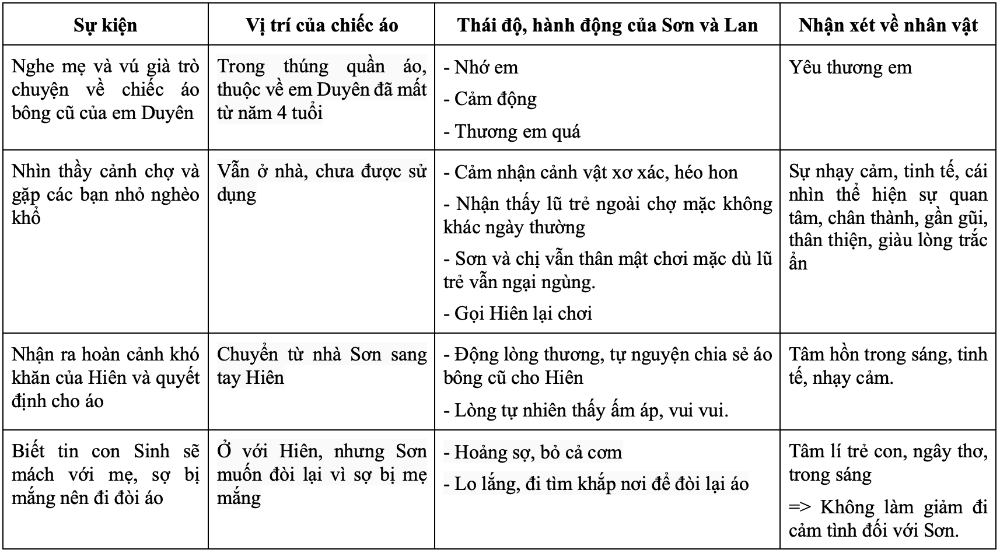 Sự kiện
Vị trí của chiếc áo
Thái độ, hành động của Sơn và Lan
Nhận xét về nhân vật
Nghe mẹ và vú già trò
chuyện về chiếc áo
bông cũ của em Duyên
Trong thúng quần áo,
thuộc về em Duyên đã mất
từ năm 4 tuổi
- Nhớ em
- Cảm động
- Thương em quá
Yêu thương em
Nhìn thầy cảnh chợ và
gặp các bạn nhỏ nghèo
khổ
Vẫn ở nhà, chưa được sử
dụng
- Cảm nhận cảnh vật xơ xác, héo hon
- Nhận thấy lũ trẻ ngoài chợ mặc không
khác ngày thường
- Sơn và chị vẫn thân mật chơi mặc dù lũ
trẻ vẫn ngại ngùng.
- Gọi Hiên lại chơi
Sự nhạy cảm, tinh tế, cái
nhìn thể hiện sự quan
tâm, chân thành, gần gũi,
thân thiện, giàu lòng trắc
ẩn
Nhận ra hoàn cảnh khó
khăn của Hiên và quyết
định cho áo
Chuyển từ nhà Sơn sang
tay Hiên
- Động lòng thương, tự nguyện chia sẻ áo
bông cũ cho Hiên
- Lòng tự nhiên thấy ấm áp, vui vui.
Tâm hồn trong sáng, tinh
tế, nhạy cảm.
Biết tin con Sinh sẽ
mách với mẹ, sợ bị
mắng nên đi đòi áo
Ở với Hiên, nhưng Sơn
muốn đòi lại vì sợ bị mẹ
mắng
- Hoảng sợ, bỏ cả cơm
- Lo lắng, đi tìm khắp nơi để đòi lại áo
Tâm lí trẻ con, ngây thơ,
trong sáng
=> Không làm giảm đi
cảm tình đối với Sơn.